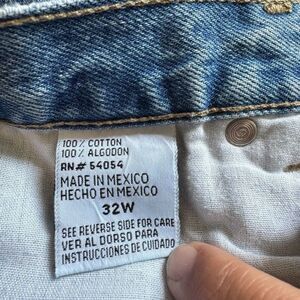 100% COTTON
100% ALGODON
RN# 54054
MADE IN MEXICO
HECHO EN MEXICO
32W
SEE REVERSE SIDE FOR CARE
VER AL DORSO PARA
INSTRUCCIONES DE CUIDADO